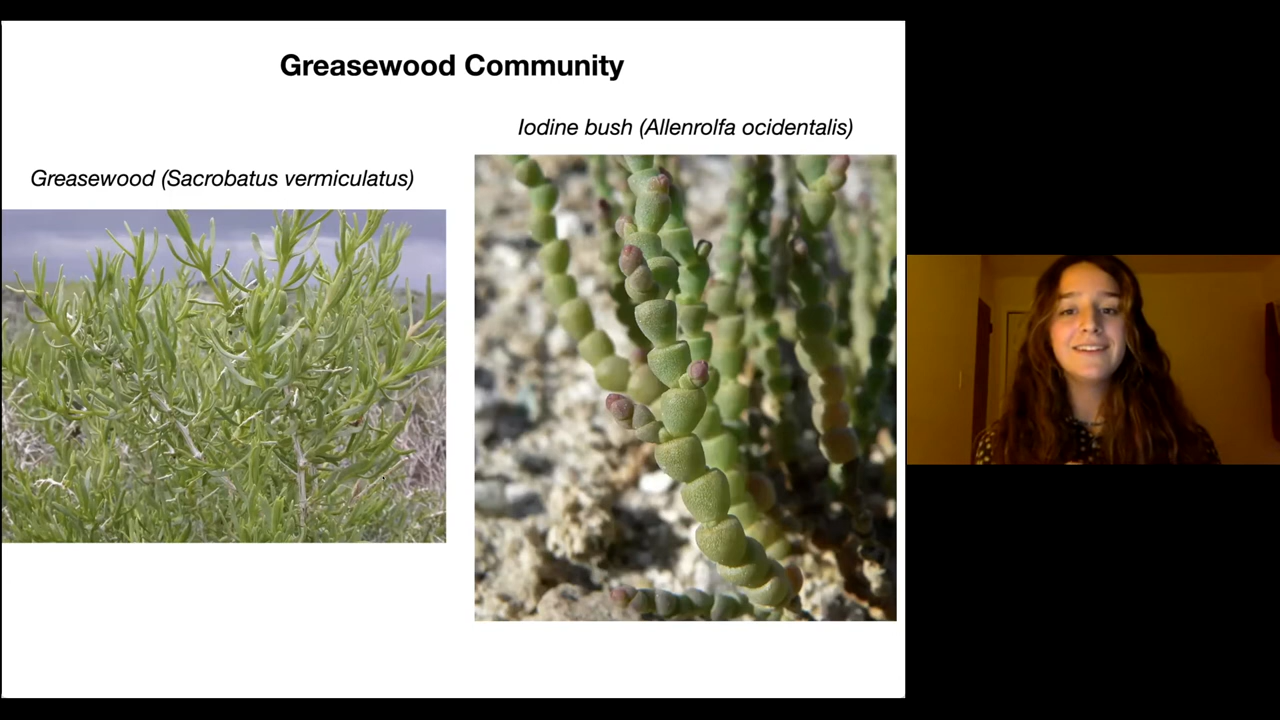 Greasewood Community
Iodine bush (Allenrolfa ocidentalis)
Greasewood (Sacrobatus vermiculatus)